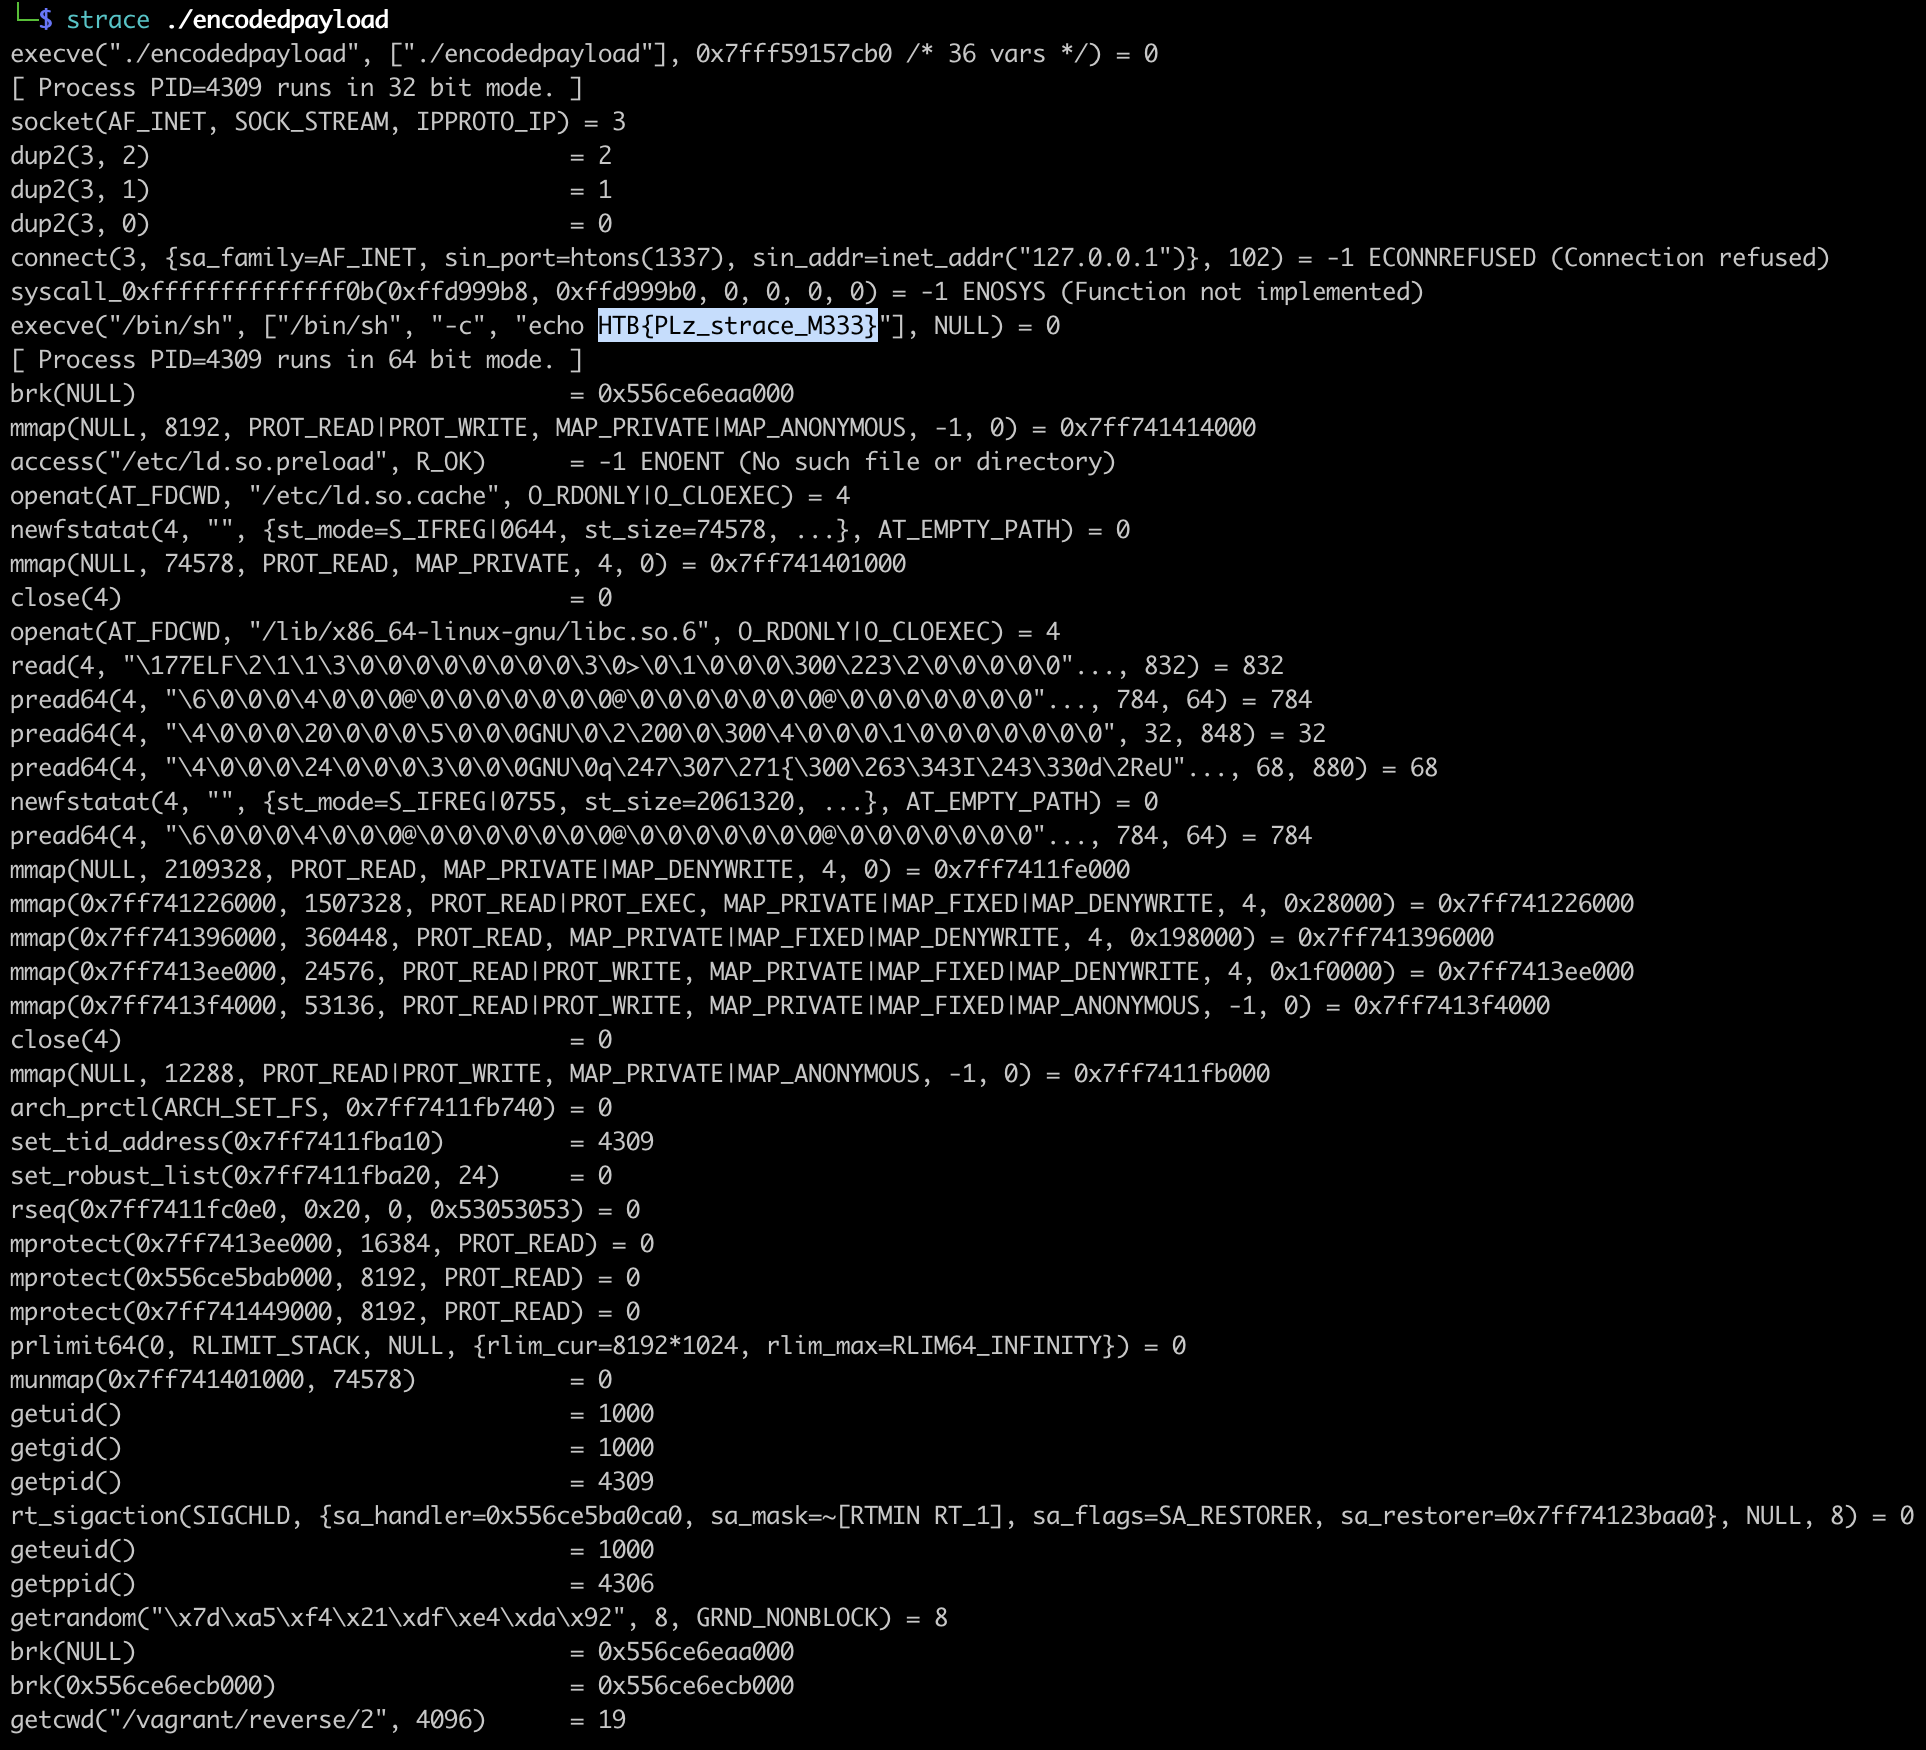 └─$ strace ./encodedpayload
execve("./encodedpayload", ["./encodedpayload"], 0x7fff59157cb0 /* 36 vars */) = 0
[ Process PID=4309 runs in 32 bit mode. ]
socket(AF_INET, SOCK_STREAM, IPPROTO_IP) = 3
dup2(3, 2)                              = 2
dup2(3, 1)                              = 1
dup2(3, 0)                              = 0
connect(3, {sa_family=AF_INET, sin_port=htons(1337), sin_addr=inet_addr("127.0.0.1")}, 102) = -1 ECONNREFUSED (Connection refused)
syscall_0xffffffffffffff0b(0xffd999b8, 0xffd999b0, 0, 0, 0, 0) = -1 ENOSYS (Function not implemented)
execve("/bin/sh", ["/bin/sh", "-c", "echo HTB{PLz_strace_M333}"], NULL) = 0
[ Process PID=4309 runs in 64 bit mode. ]
brk(NULL)                               = 0x556ce6eaa000
mmap(NULL, 8192, PROT_READ|PROT_WRITE, MAP_PRIVATE|MAP_ANONYMOUS, -1, 0) = 0x7ff741414000
access("/etc/ld.so.preload", R_OK)      = -1 ENOENT (No such file or directory)
openat(AT_FDCWD, "/etc/ld.so.cache", O_RDONLY|O_CLOEXEC) = 4
newfstatat(4, "", {st_mode=S_IFREG|0644, st_size=74578, ...}, AT_EMPTY_PATH) = 0
mmap(NULL, 74578, PROT_READ, MAP_PRIVATE, 4, 0) = 0x7ff741401000
close(4)                                = 0
openat(AT_FDCWD, "/lib/x86_64-linux-gnu/libc.so.6", O_RDONLY|O_CLOEXEC) = 4
read(4, "\177ELF\2\1\1\3\0\0\0\0\0\0\0\0\3\0>\0\1\0\0\0\300\223\2\0\0\0\0\0"..., 832) = 832
pread64(4, "\6\0\0\0\4\0\0\0@\0\0\0\0\0\0\0@\0\0\0\0\0\0\0@\0\0\0\0\0\0\0"..., 784, 64) = 784
pread64(4, "\4\0\0\0\20\0\0\0\5\0\0\0GNU\0\2\200\0\300\4\0\0\0\1\0\0\0\0\0\0\0", 32, 848) = 32
pread64(4, "\4\0\0\0\24\0\0\0\3\0\0\0GNU\0q\247\307\271{\300\263\343I\243\330d\2ReU"..., 68, 880) = 68
newfstatat(4, "", {st_mode=S_IFREG|0755, st_size=2061320, ...}, AT_EMPTY_PATH) = 0
pread64(4, "\6\0\0\0\4\0\0\0@\0\0\0\0\0\0\0@\0\0\0\0\0\0\0@\0\0\0\0\0\0\0"..., 784, 64) = 784
mmap(NULL, 2109328, PROT_READ, MAP_PRIVATE|MAP_DENYWRITE, 4, 0) = 0x7ff7411fe000
mmap(0x7ff741226000, 1507328, PROT_READ|PROT_EXEC, MAP_PRIVATE|MAP_FIXED|MAP_DENYWRITE, 4, 0x28000) = 0x7ff741226000
mmap(0x7ff741396000, 360448, PROT_READ, MAP_PRIVATE|MAP_FIXED|MAP_DENYWRITE, 4, 0x198000) = 0x7ff741396000
mmap(0x7ff7413ee000, 24576, PROT_READ|PROT_WRITE, MAP_PRIVATE|MAP_FIXED|MAP_DENYWRITE, 4, 0x1f0000) = 0x7ff7413ee000
mmap(0x7ff7413f4000, 53136, PROT_READ|PROT_WRITE, MAP_PRIVATE|MAP_FIXED|MAP_ANONYMOUS, -1, 0) = 0x7ff7413f4000
close(4)                                = 0
mmap(NULL, 12288, PROT_READ|PROT_WRITE, MAP_PRIVATE|MAP_ANONYMOUS, -1, 0) = 0x7ff7411fb000
arch_prctl(ARCH_SET_FS, 0x7ff7411fb740) = 0
set_tid_address(0x7ff7411fba10)         = 4309
set_robust_list(0x7ff7411fba20, 24)     = 0
rseq(0x7ff7411fc0e0, 0x20, 0, 0x53053053) = 0
mprotect(0x7ff7413ee000, 16384, PROT_READ) = 0
mprotect(0x556ce5bab000, 8192, PROT_READ) = 0
mprotect(0x7ff741449000, 8192, PROT_READ) = 0
prlimit64(0, RLIMIT_STACK, NULL, {rlim_cur=8192*1024, rlim_max=RLIM64_INFINITY}) = 0
munmap(0x7ff741401000, 74578)           = 0
getuid()                                = 1000
getgid()                                = 1000
getpid()                                = 4309
rt_sigaction(SIGCHLD, {sa_handler=0x556ce5ba0ca0, sa_mask=~[RTMIN RT_1], sa_flags=SA_RESTORER, sa_restorer=0x7ff74123baa0}, NULL, 8) = 0
geteuid()                               = 1000
getppid()                               = 4306
getrandom("\x7d\xa5\xf4\x21\xdf\xe4\xda\x92", 8, GRND_NONBLOCK) = 8
brk(NULL)                               = 0x556ce6eaa000
brk(0x556ce6ecb000)                     = 0x556ce6ecb000
getcwd("/vagrant/reverse/2", 4096)      = 19